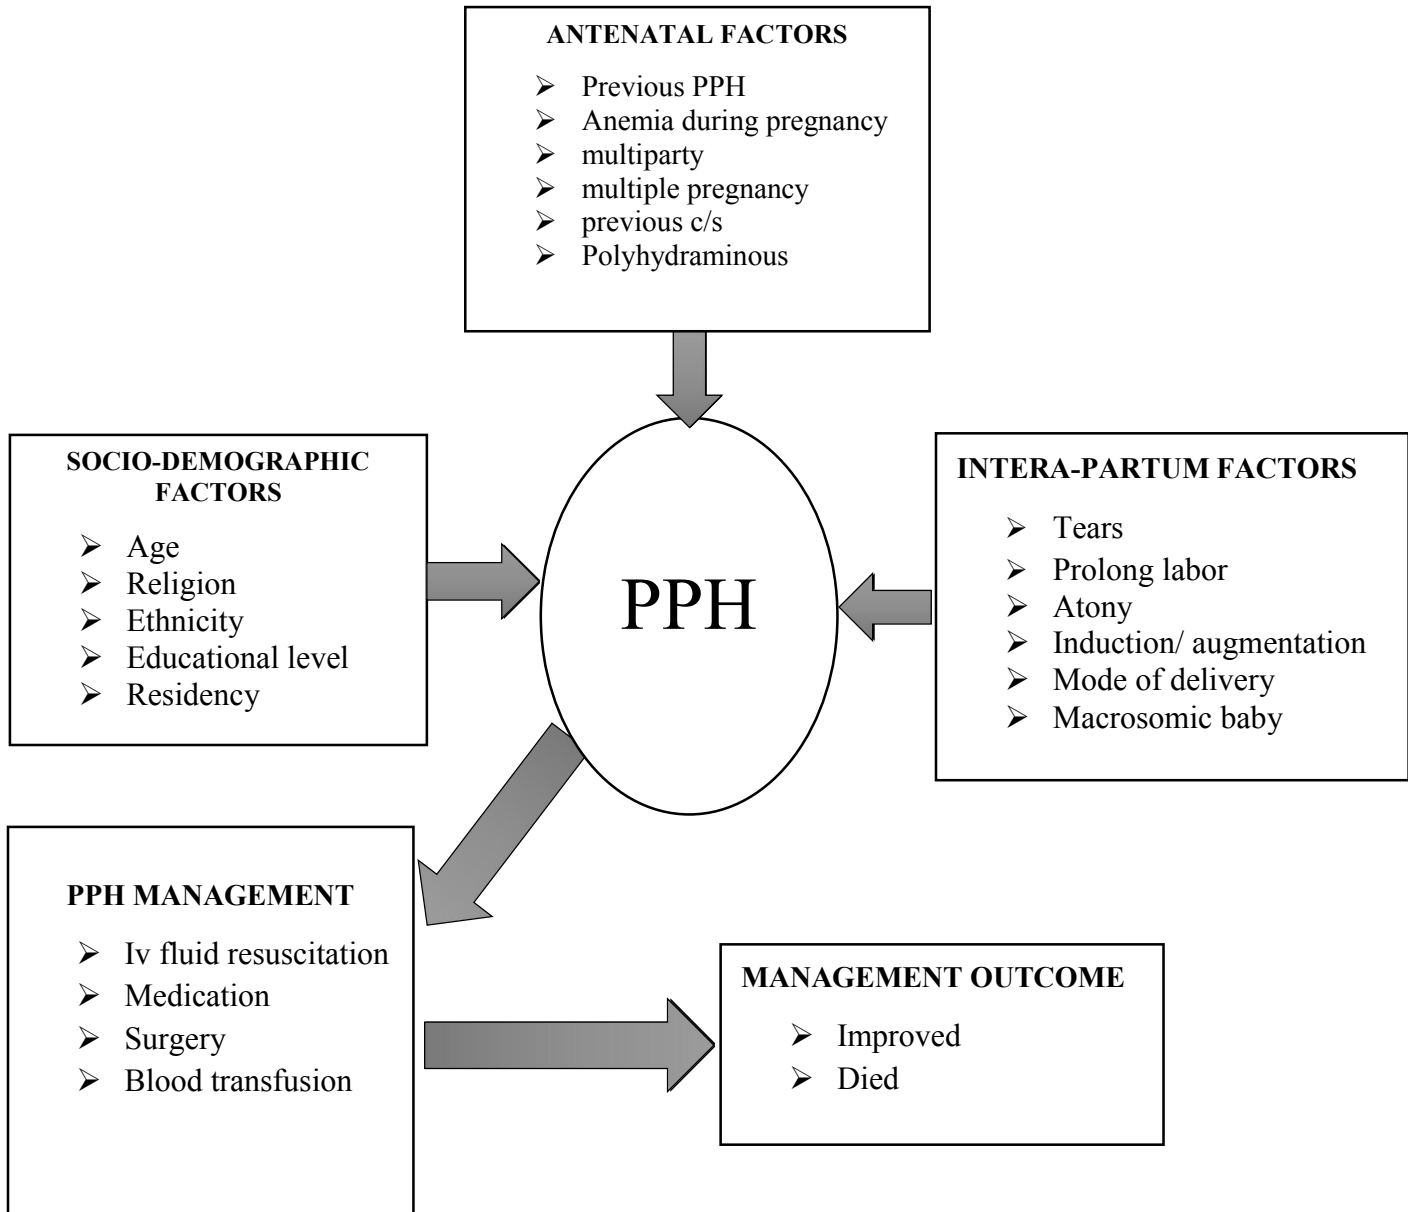 ANTENATAL FACTORS
➢ Previous PPH
➢ Anemia during pregnancy
➢ multiparty
➢ multiple pregnancy
➢ previous c/s
➢ Polyhydraminous
SOCIO-DEMOGRAPHIC
FACTORS
➢ Age
➢ Religion
➢ Ethnicity
➢ Educational level
➢ Residency
PPH
INTERA-PARTUM FACTORS
➢ Tears
➢ Prolong labor
➢ Atony
➢ Induction/ augmentation
➢ Mode of delivery
➢ Macrosomic baby
PPH MANAGEMENT
➢ Iv fluid resuscitation
➢ Medication
➢ Surgery
➢ Blood transfusion
MANAGEMENT OUTCOME
➢ Improved
➢ Died